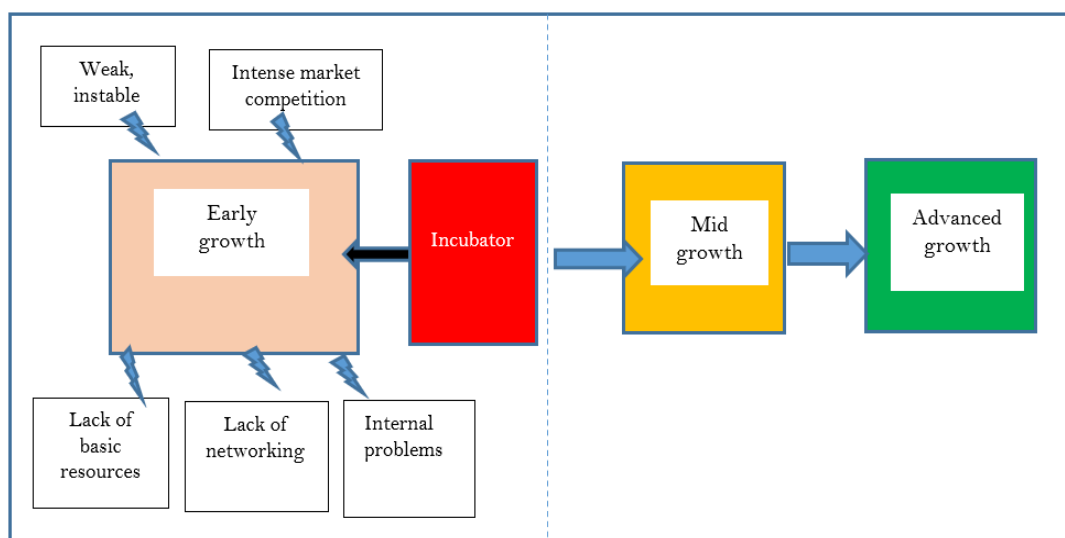 Weak,
instable
Intense market
competition
Early
growth
Incubator
Mid
growth
Advanced
growth
Lack of
basic
resources
Lack of
networking
Internal
problems